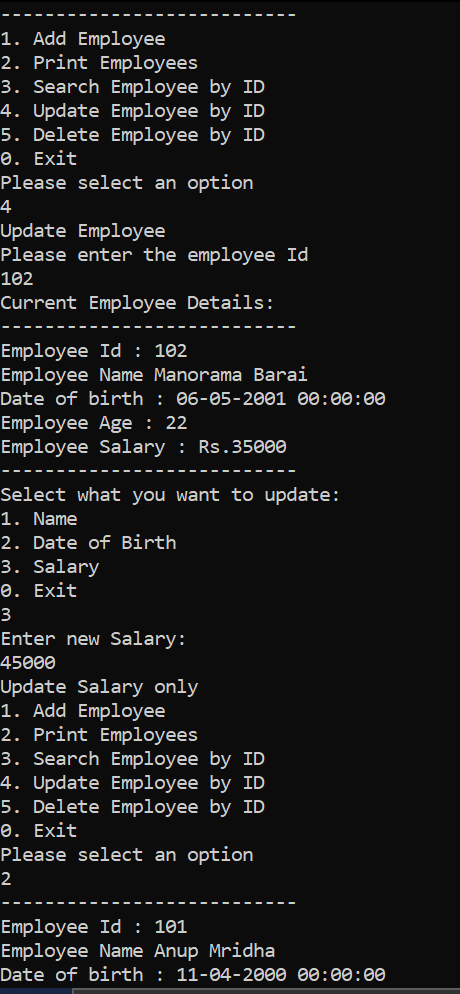 ---------------------------
1. Add Employee
2. Print Employees
3. Search Employee by ID
4. Update Employee by ID
5. Delete Employee by ID
0. Exit
Please select an option
4
Update Employee
Please enter the employee Id
102
Current Employee Details:
---------------------------
Employee Id : 102
Employee Name Manorama Barai
Date of birth : 06-05-2001 00:00:00
Employee Age : 22
Employee Salary : Rs.35000
---------------------------
Select what you want to update:
1. Name
2. Date of Birth
3. Salary
0. Exit
3
Enter new Salary:
45000
Update Salary only
1. Add Employee
2. Print Employees
3. Search Employee by ID
4. Update Employee by ID
5. Delete Employee by ID
0. Exit
Please select an option
2
---------------------------
Employee Id : 101
Employee Name Anup Mridha
Date of birth : 11-04-2000 00:00:00